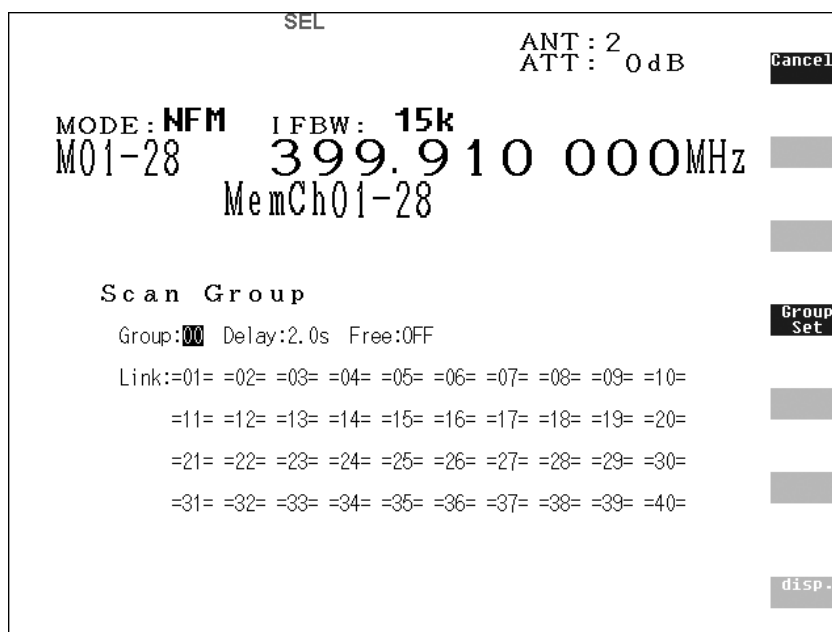 SEL
ANT:2
ATT: 0dB
Cancel
MODE:NFM IFBW: 15k
M01-28 399.910 000MHz
MemCh01-28
Scan Group
Group
Set
Group:00 Delay:2.0s Free:OFF
Link:=01= =02= =03= =04= =05= =06= =07= =08= =09= =10=
=11= =12= =13= =14= =15= =16= =17= =18= =19= =20=
=21= =22= =23= =24= =25= =26= =27= =28= =29= =30=
=31= =32= =33= =34= =35= =36= =37= =38= =39= =40=
disp.